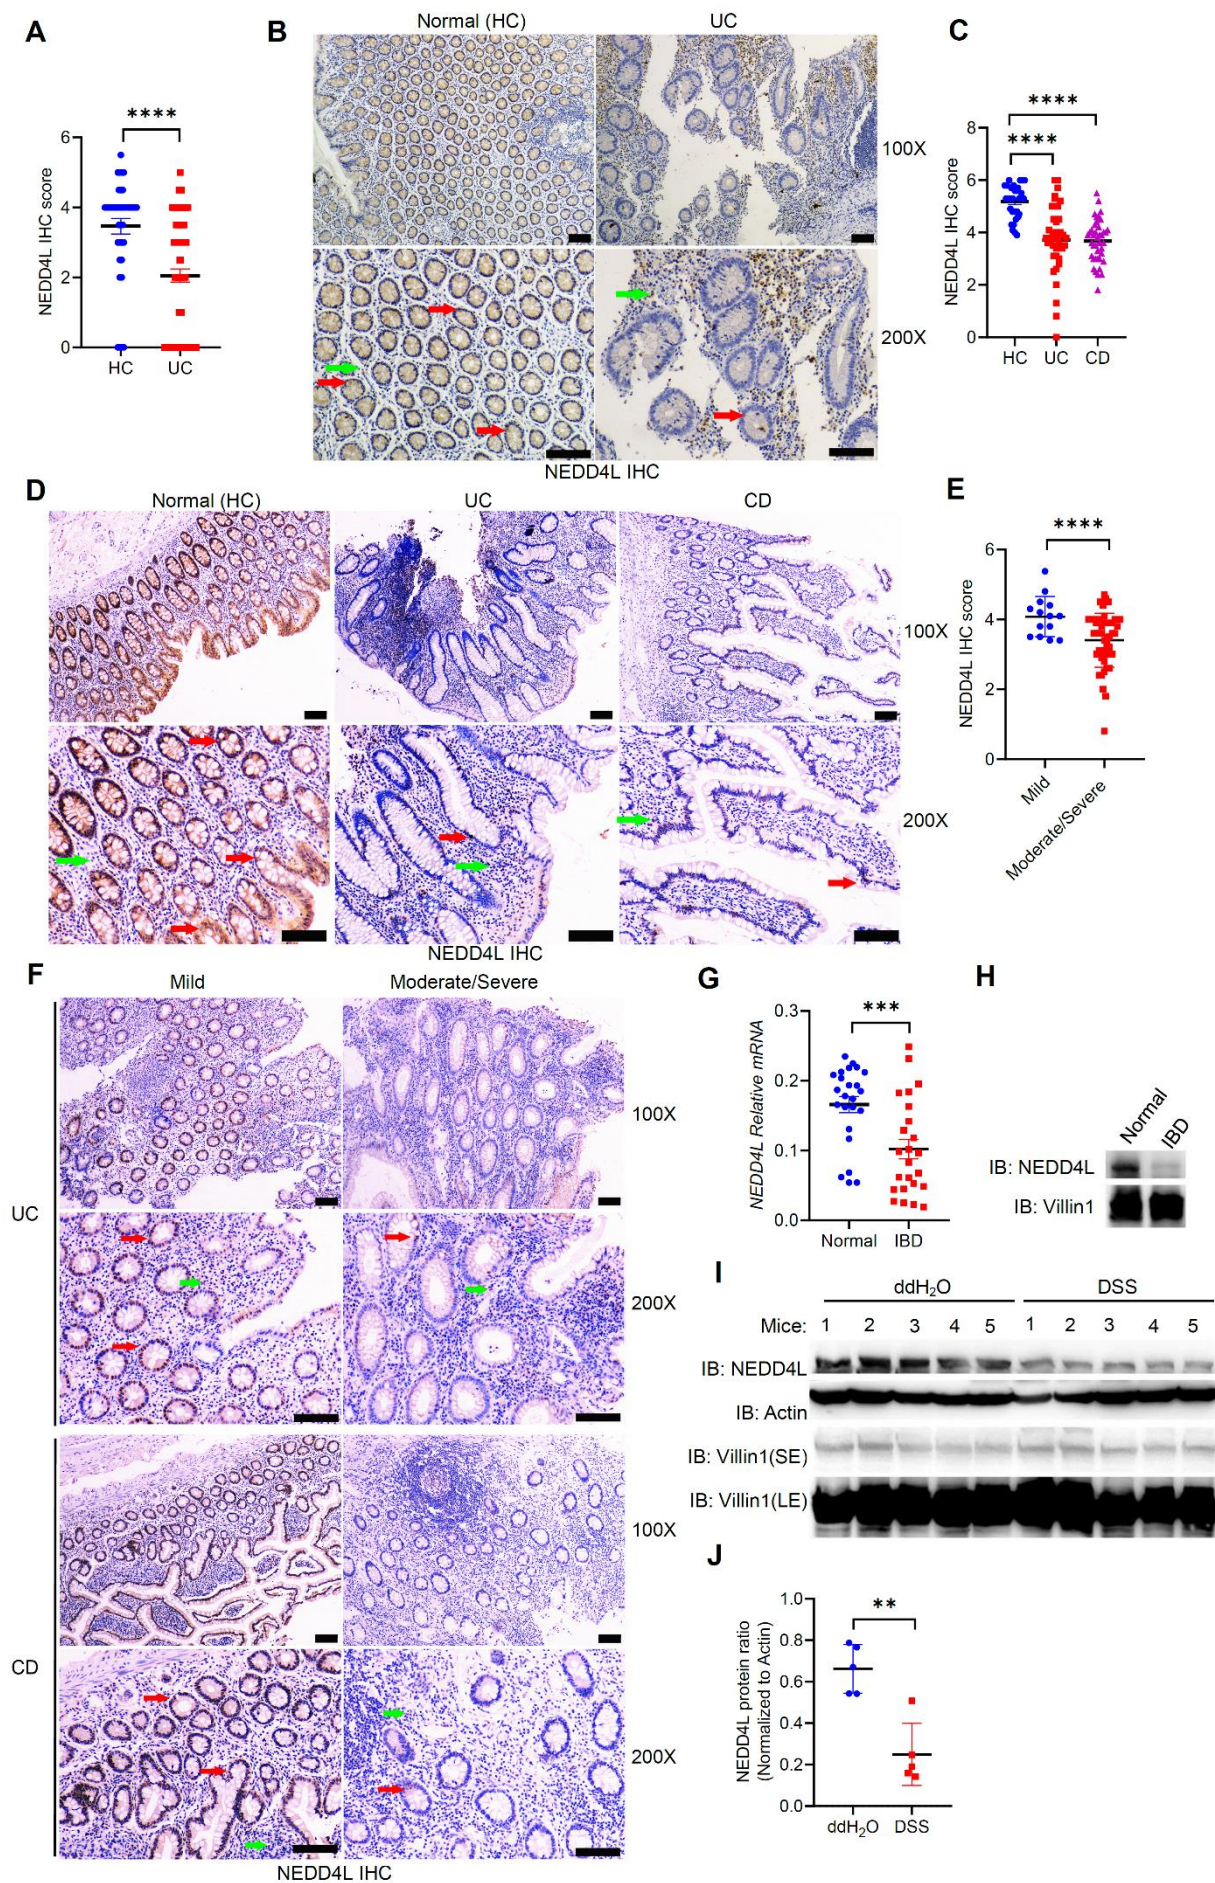 A
****
NEDD4L IHC score
6
4
2
0
HC UC
B
Normal (HC) UC
100X
200X
NEDD4L IHC
C
****
****
NEDD4L IHC score
8
6
4
2
0
HC UC CD
D
Normal (HC) UC CD
100X
200X
NEDD4L IHC
E
****
NEDD4L IHC score
6
4
2
0
Mild
Moderate/Severe
F
Mild Moderate/Severe
UC
100X
200X
CD
100X
200X
NEDD4L IHC
G
***
NEDD4L Relative mRNA
0.3
0.2
0.1
0.0
Normal IBD
H
Normal IBD
IB: NEDD4L
IB: Villin1
I
ddH₂O DSS
Mice: 1 2 3 4 5 1 2 3 4 5
IB: NEDD4L
IB: Actin
IB: Villin1(SE)
IB: Villin1(LE)
J
**
NEDD4L protein ratio
(Normalized to Actin)
1.0
0.8
0.6
0.4
0.2
0.0
ddH₂O DSS